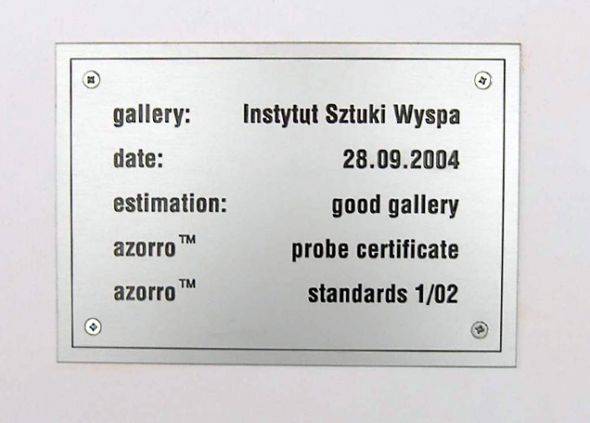 gallery: Instytut Sztuki Wyspa
date: 28.09.2004
estimation: good gallery
azorro™ probe certificate
azorro™ standards 1/02